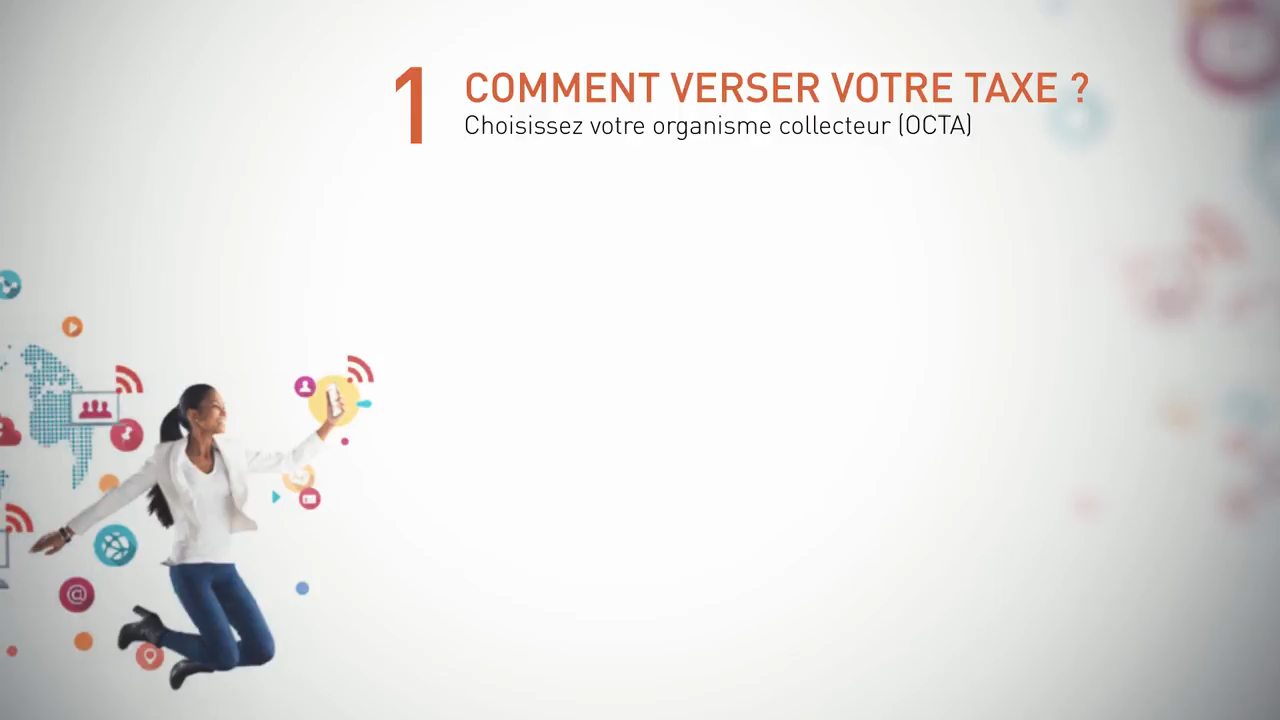 1 COMMENT VERSER VOTRE TAXE ?
Choisissez votre organisme collecteur (OCTA)
@